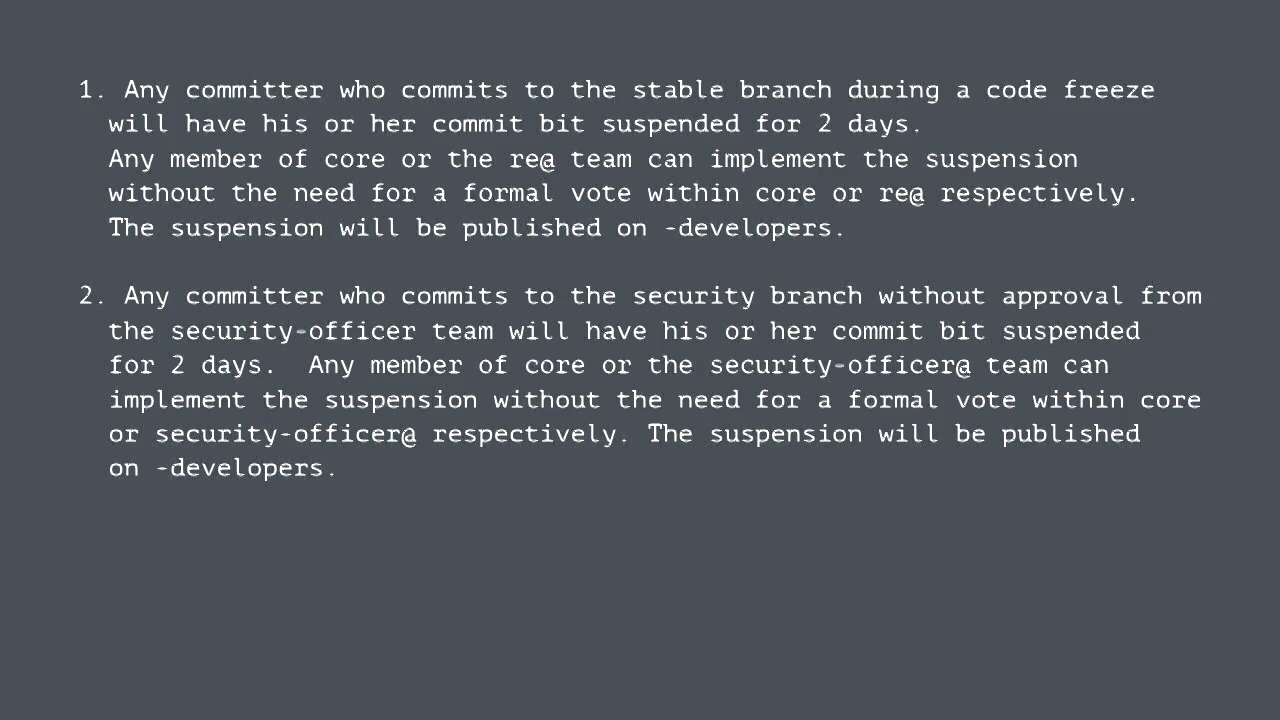 1. Any committer who commits to the stable branch during a code freeze
will have his or her commit bit suspended for 2 days.
Any member of core or the re@ team can implement the suspension
without the need for a formal vote within core or re@ respectively.
The suspension will be published on -developers.
2. Any committer who commits to the security branch without approval from
the security-officer team will have his or her commit bit suspended
for 2 days.  Any member of core or the security-officer@ team can
implement the suspension without the need for a formal vote within core
or security-officer@ respectively. The suspension will be published
on -developers.